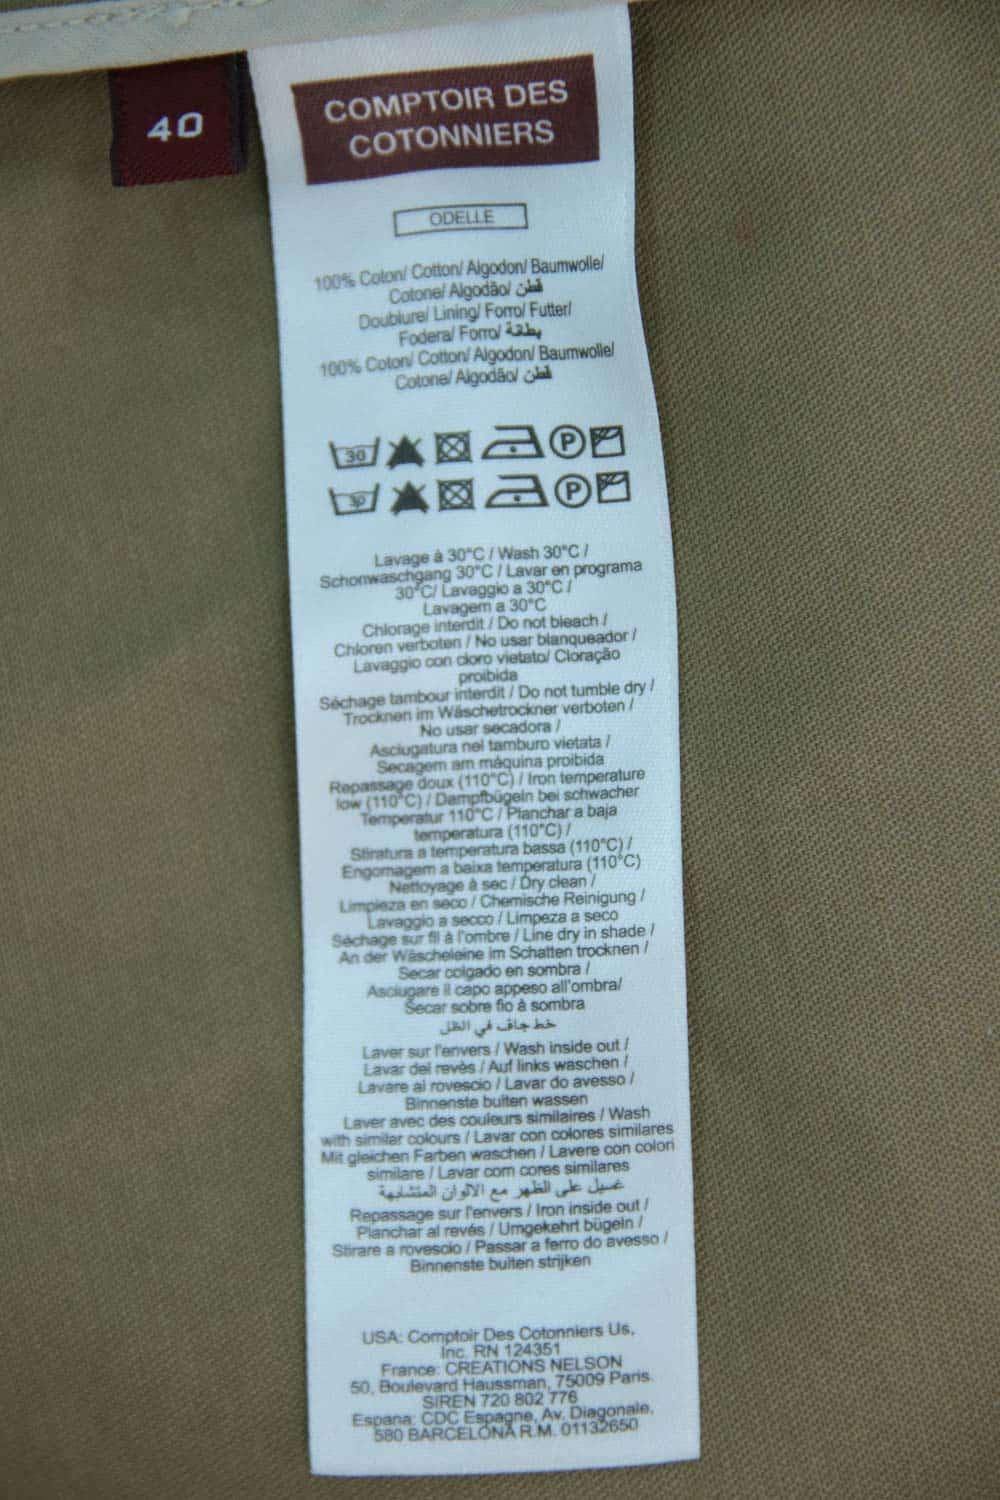 40
COMPTOIR DES
COTONNIERS
ODELLE
100% Coton/ Cotton/ Algodon/ Baumwolle/
Cotone/ Algodão/ قطن
Doublure/ Lining/ Forro/ Futter/
Fodera/ Forro/ بطانة
100% Coton/ Cotton/ Algodon/ Baumwolle/
Cotone/ Algodão/ قطن
30 P
30 P
Lavage à 30°C / Wash 30°C /
Schonwaschgang 30°C / Lavar en programa
30°C/ Lavaggio a 30°C /
Lavagem a 30°C
Chlorage interdit / Do not bleach /
Chloren verboten / No usar blanqueador /
Lavaggio con cloro vietato/ Cloração
proibida
Séchage tambour interdit / Do not tumble dry /
Trocknen im Wäschetrockner verboten /
No usar secadora /
Asciugatura nel tamburo vietata /
Secagem am máquina proibida
Repassage doux (110°C) / Iron temperature
low (110°C) / Dampfbügeln bei schwacher
Temperatur 110°C / Planchar a baja
temperatura (110°C) /
Stiratura a temperatura bassa (110°C) /
Engomagem a baixa temperatura (110°C)
Nettoyage à sec / Dry clean /
Limpieza en seco / Chemische Reinigung /
Lavaggio a secco / Limpeza a seco
Séchage sur fil à l'ombre / Line dry in shade /
An der Wäscheleine im Schatten trocknen /
Secar colgado en sombra /
Asciugare il capo appeso all'ombra/
Secar sobre fio à sombra
خط جاف في الظل
Laver sur l'envers / Wash inside out /
Lavar del revés / Auf links waschen /
Lavare al rovescio / Lavar do avesso /
Binnenste buiten wassen
Laver avec des couleurs similaires / Wash
with similar colours / Lavar con colores similares
Mit gleichen Farben waschen / Lavere con colori
similare / Lavar com cores similares
غسيل على الظهر مع الالوان المتشابهة
Repassage sur l'envers / Iron inside out /
Planchar al revés / Umgekehrt bügeln /
Stirare a rovescio / Passar a ferro do avesso /
Binnenste buiten strijken
USA: Comptoir Des Cotonniers Us,
Inc. RN 124351
France: CREATIONS NELSON
50, Boulevard Haussman, 75009 Paris.
SIREN 720 802 776
Espana: CDC Espagne, Av. Diagonale,
580 BARCELONA R.M. 01132650